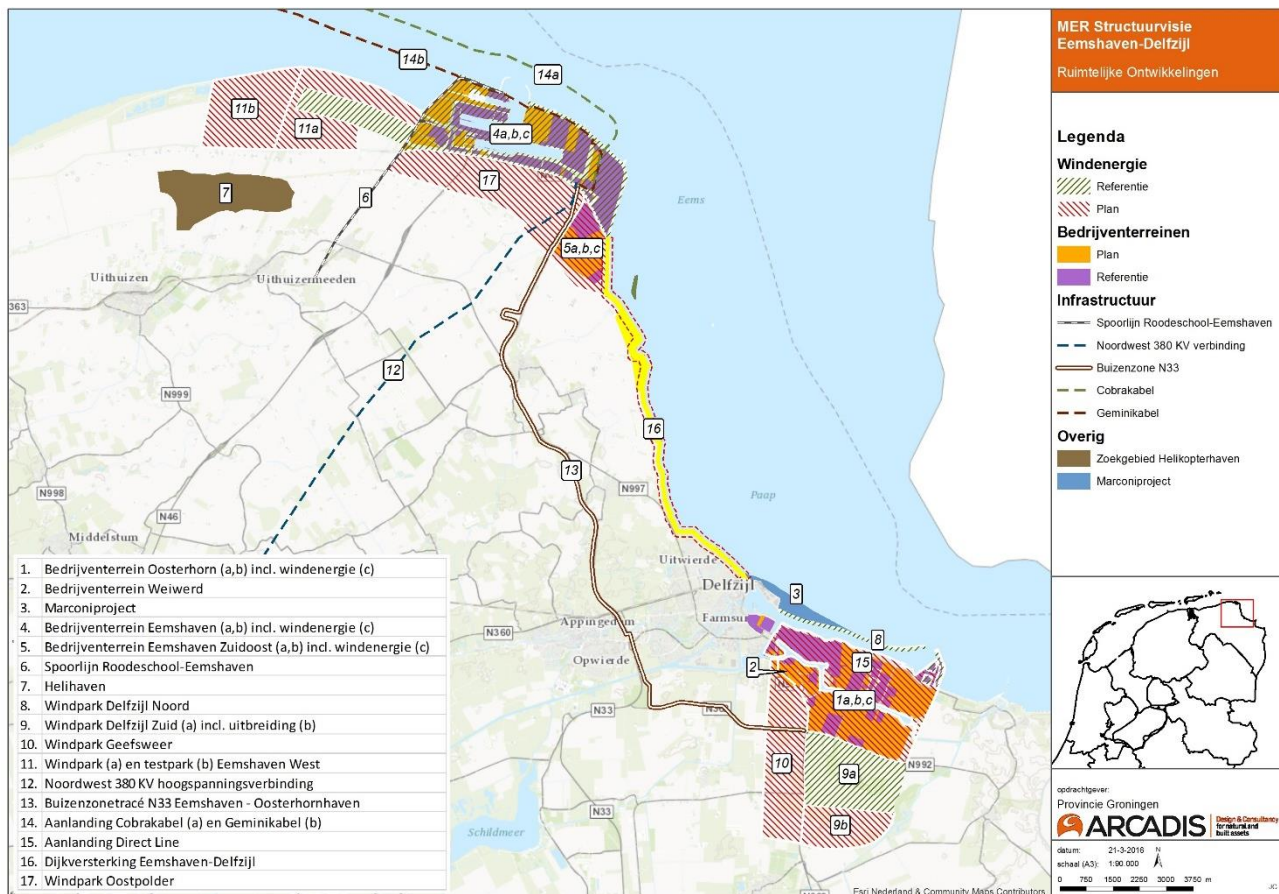 14b
14a
11b
11a
4a,b,c
7
6
17
Eems
5a,b,c
Uithuizen
Uithuizermeeden
363
12
N999
16
13
N997
Paap
N998
N46
Middelstum
Uitwierde
Delfzijl
3
Farmsu
Appingedam
N360
Opwierde
8
2
15
1a,b,c
N33
N992
9a
10
N33
9b
Schildmeer
1. Bedrijventerrein Oosterhorn (a,b) incl. windenergie (c)
2. Bedrijventerrein Weiwerd
3. Marconiproject
4. Bedrijventerrein Eemshaven (a,b) incl. windenergie (c)
5. Bedrijventerrein Eemshaven Zuidoost (a,b) incl. windenergie (c)
6. Spoorlijn Roodeschool-Eemshaven
7. Helihaven
8. Windpark Delfzijl Noord
9. Windpark Delfzijl Zuid (a) incl. uitbreiding (b)
10. Windpark Geefsweer
11. Windpark (a) en testpark (b) Eemshaven West
12. Noordwest 380 KV hoogspanningsverbinding
13. Buizenzonetracé N33 Eemshaven - Oosterhornhaven
14. Aanlanding Cobrakabel (a) en Geminikabel (b)
15. Aanlanding Direct Line
16. Dijkversterking Eemshaven-Delfzijl
17. Windpark Oostpolder
Esri Nederland & Community Maps Contributors
MER Structuurvisie
Eemshaven-Delfzijl
Ruimtelijke Ontwikkelingen
Legenda
Windenergie
Referentie
Plan
Bedrijventerreinen
Plan
Referentie
Infrastructuur
Spoorlijn Roodeschool-Eemshaven
Noordwest 380 KV verbinding
Buizenzone N33
Cobrakabel
Geminikabel
Overig
Zoekgebied Helikopterhaven
Marconiproject
opdrachtgever:
Provincie Groningen
ARCADIS
Design & Consultancy
for natural and
built assets
datum: 21-3-2016 N
schaal (A3): 1:90.000
0 750 1500 2250 3000 3750 m